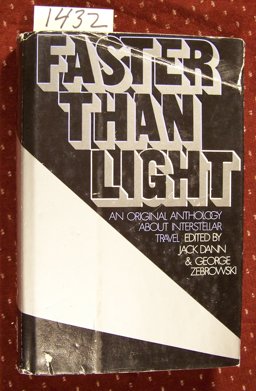 1432
FASTER
THAN
LIGHT
AN ORIGINAL ANTHOLOGY
ABOUT INTERSTELLAR
TRAVEL EDITED BY
JACK DANN
& GEORGE
ZEBROWSKI